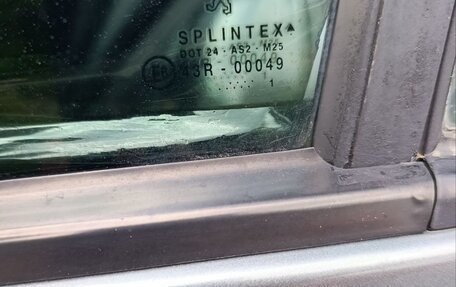 SPLINTEX
DOT 24 - AS2 - M25
43R - 00049
1